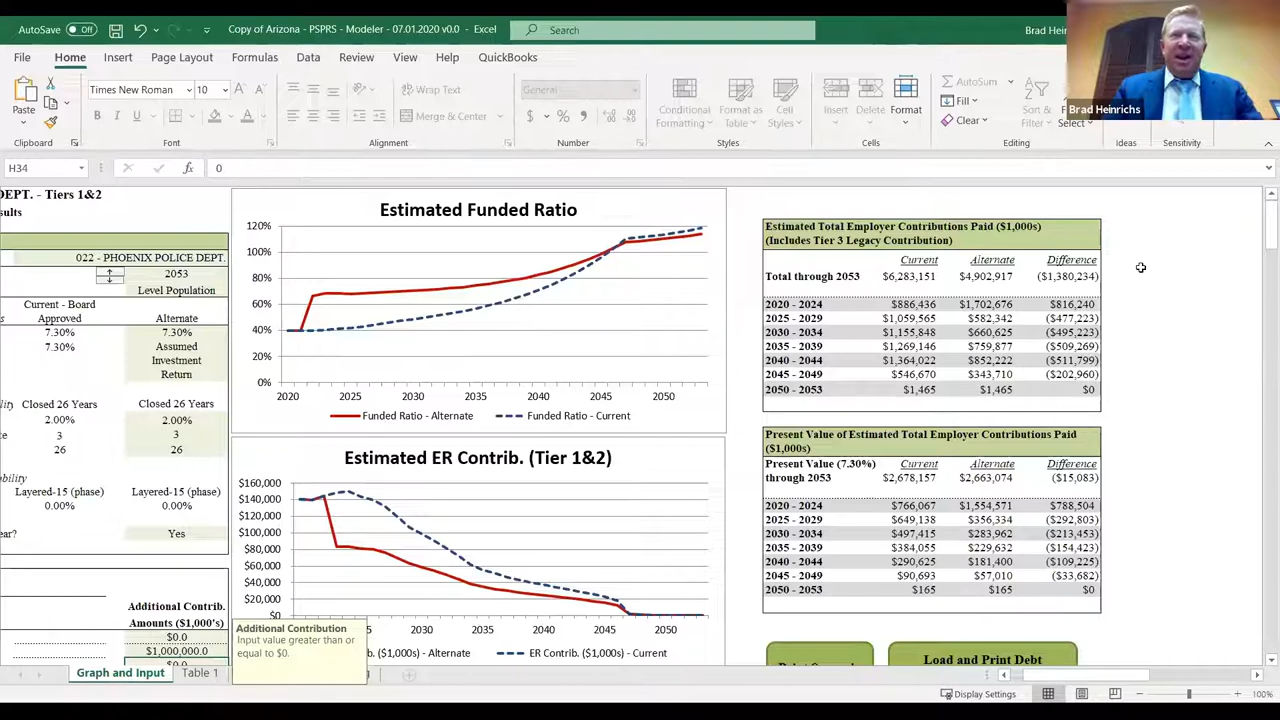 AutoSave Off
Copy of Arizona - PSPRS - Modeler - 07.01.2020 v0.0 - Excel
Search
Brad Hein
File Home Insert Page Layout Formulas Data Review View Help QuickBooks
Brad Heinrichs
Paste
Times New Roman 10
Wrap Text
Merge & Center
General
Conditional Formatting
Format as Table
Cell Styles
Insert Delete Format
AutoSum
Fill
Clear
Sort & Filter
Select
Clipboard Font Alignment Number Styles Cells Editing Ideas Sensitivity
H34 fx 0
DEPT. - Tiers 1&2
sults
022 - PHOENIX POLICE DEPT.
2053
Level Population
Current - Board Approved
Alternate
7.30% 7.30%
7.30% Assumed Investment Return
Closed 26 Years Closed 26 Years
2.00% 2.00%
3 3
26 26
Layered-15 (phase) Layered-15 (phase)
0.00% 0.00%
ear? Yes
Additional Contrib.
Amounts ($1,000's)
$0.0
$1,000,000.0
Estimated Funded Ratio
120%
100%
80%
60%
40%
20%
0%
2020 2025 2030 2035 2040 2045 2050
Funded Ratio - Alternate Funded Ratio - Current
Estimated ER Contrib. (Tier 1&2)
$160,000
$140,000
$120,000
$100,000
$80,000
$60,000
$40,000
$20,000
$0
2030 2035 2040 2045 2050
b. ($1,000s) - Alternate ER Contrib. ($1,000s) - Current
Additional Contribution
Input value greater than or
equal to $0.
Estimated Total Employer Contributions Paid ($1,000s)
(Includes Tier 3 Legacy Contribution)
Current Alternate Difference
Total through 2053 $6,283,151 $4,902,917 ($1,380,234)
2020 - 2024 $886,436 $1,702,676 $816,240
2025 - 2029 $1,059,565 $582,342 ($477,223)
2030 - 2034 $1,155,848 $660,625 ($495,223)
2035 - 2039 $1,269,146 $759,877 ($509,269)
2040 - 2044 $1,364,022 $852,222 ($511,799)
2045 - 2049 $546,670 $343,710 ($202,960)
2050 - 2053 $1,465 $1,465 $0
Present Value of Estimated Total Employer Contributions Paid
($1,000s)
Present Value (7.30%) Current Alternate Difference
through 2053 $2,678,157 $2,663,074 ($15,083)
2020 - 2024 $766,067 $1,554,571 $788,504
2025 - 2029 $649,138 $356,334 ($292,803)
2030 - 2034 $497,415 $283,962 ($213,453)
2035 - 2039 $384,055 $229,632 ($154,423)
2040 - 2044 $290,625 $181,400 ($109,225)
2045 - 2049 $90,693 $57,010 ($33,682)
2050 - 2053 $165 $165 $0
Load and Print Debt
Graph and Input Table 1
Display Settings
100%